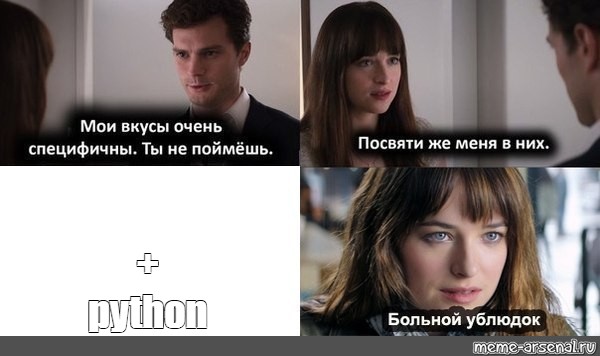 Мои вкусы очень
специфичны. Ты не поймёшь.
Посвяти же меня в них.
+
python
Больной ублюдок
meme-arsenal.ru